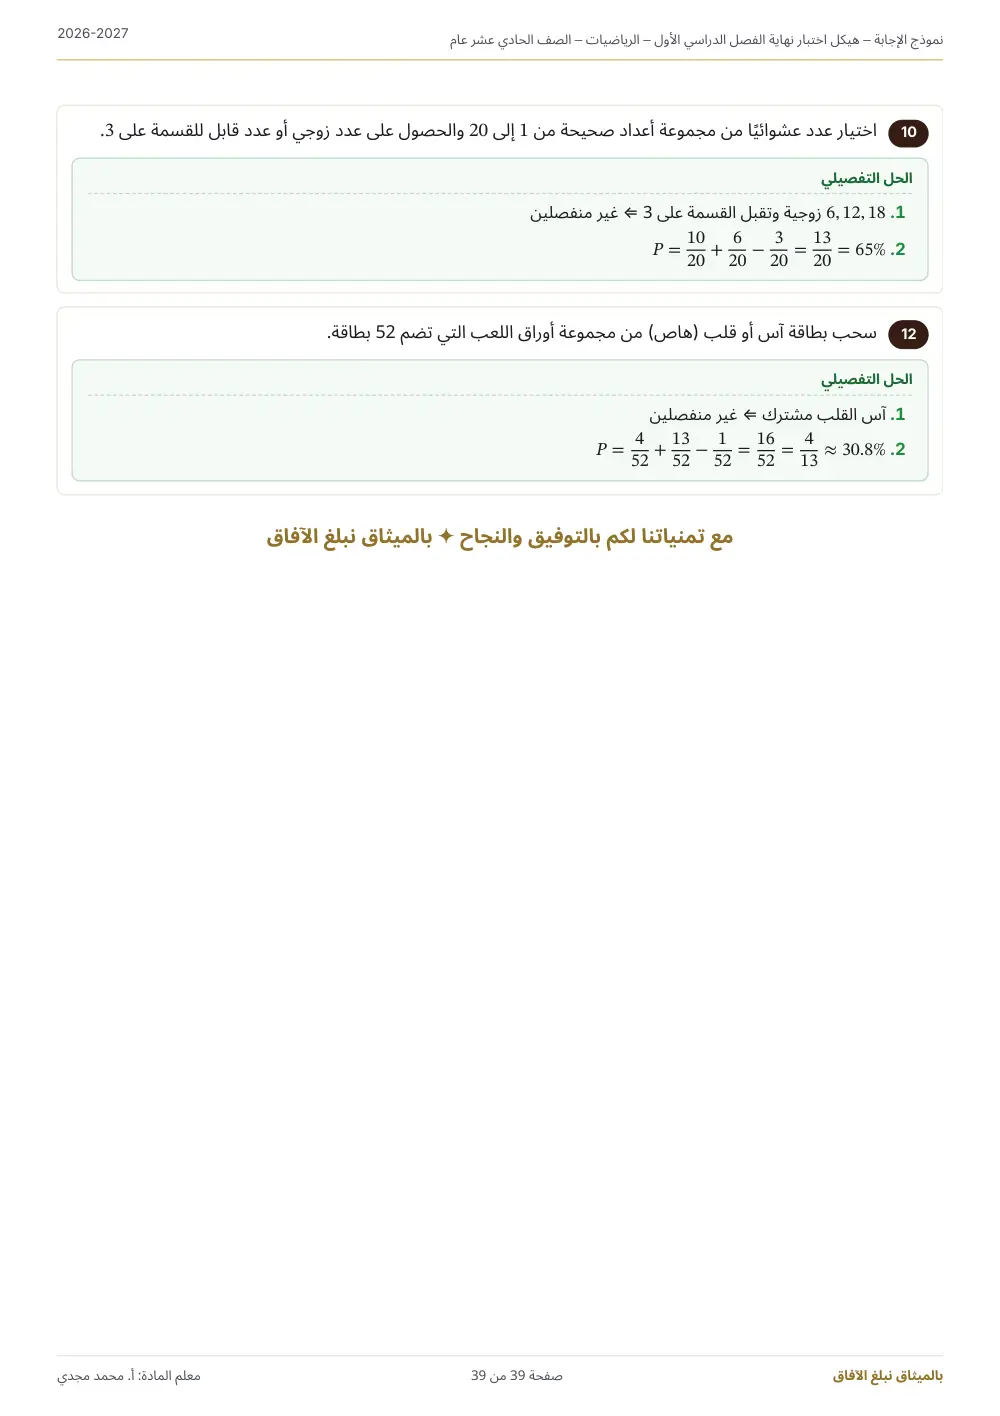 نموذج الإجابة – هيكل اختبار نهاية الفصل الدراسي الأول – الرياضيات – الصف الحادي عشر عام
2026-2027
10 اختيار عدد عشوائيًا من مجموعة أعداد صحيحة من 1 إلى 20 والحصول على عدد زوجي أو عدد قابل للقسمة على 3.
الحل التفصيلي
1. 6, 12, 18 زوجية وتقبل القسمة على 3 ⇐ غير منفصلين
2. P = 10/20 + 6/20 − 3/20 = 13/20 = 65%
12 سحب بطاقة آس أو قلب (هاص) من مجموعة أوراق اللعب التي تضم 52 بطاقة.
الحل التفصيلي
1. آس القلب مشترك ⇐ غير منفصلين
2. P = 4/52 + 13/52 − 1/52 = 16/52 = 4/13 ≈ 30.8%
مع تمنياتنا لكم بالتوفيق والنجاح ✦ بالميثاق نبلغ الآفاق
بالميثاق نبلغ الآفاق
صفحة 39 من 39
معلم المادة: أ. محمد مجدي